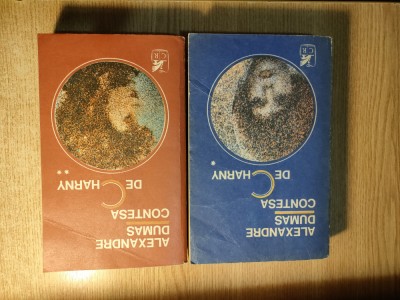 ALEXANDRE
DUMAS
CONTESA
DE CHARNY
**
ALEXANDRE
DUMAS
CONTESA
DE CHARNY
*